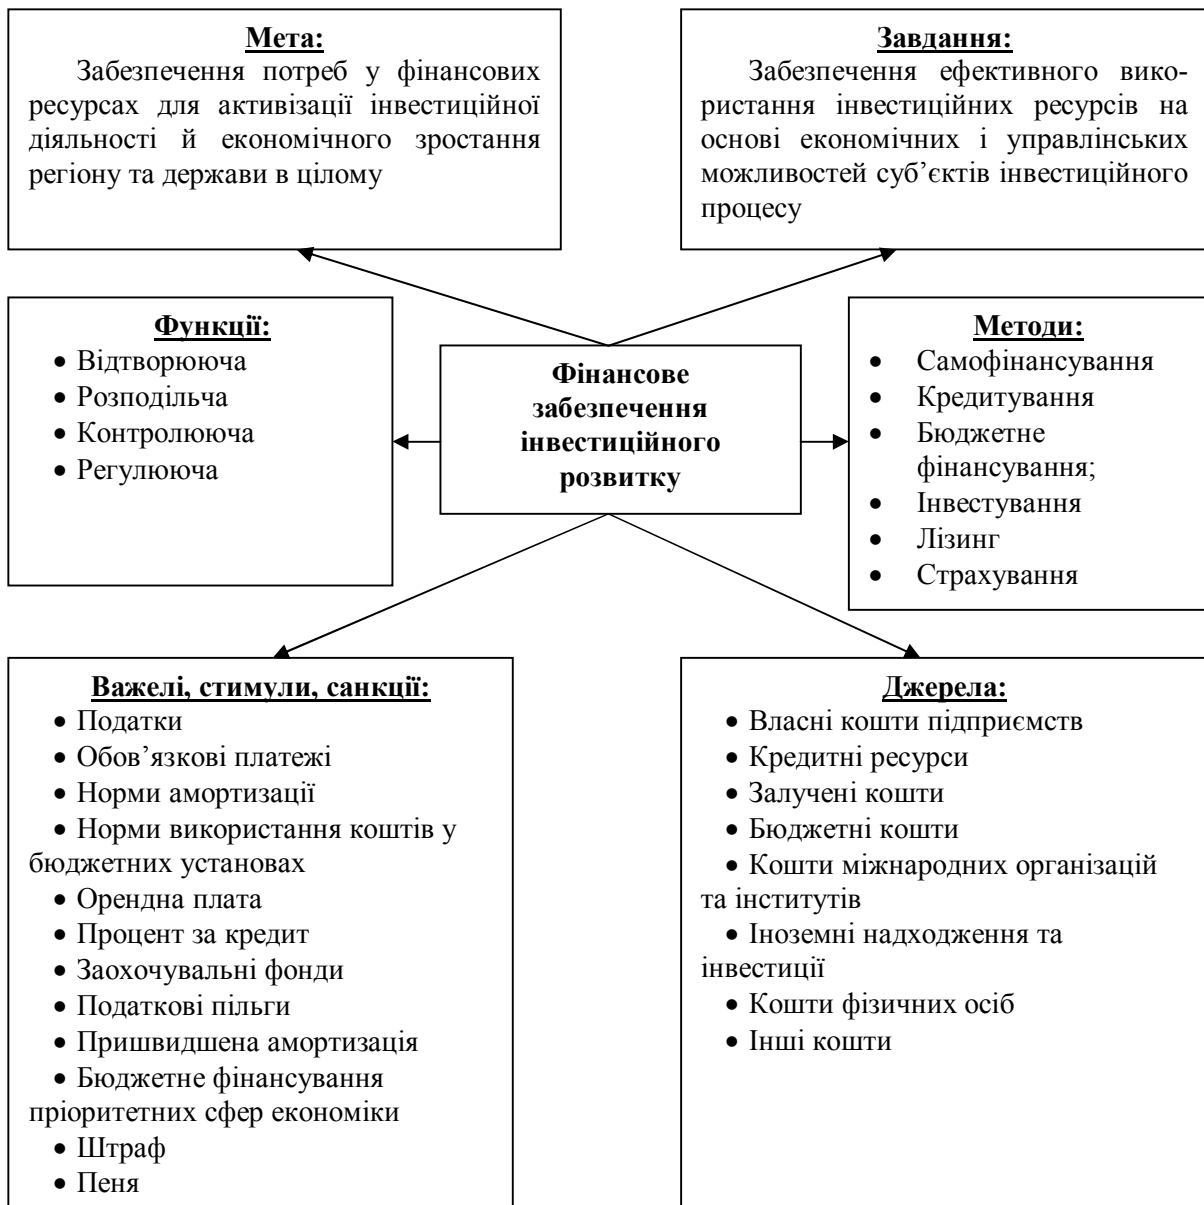 Мета:
Забезпечення потреб у фінансових
ресурсах для активізації інвестиційної
діяльності й економічного зростання
регіону та держави в цілому
Завдання:
Забезпечення ефективного вико-
ристання інвестиційних ресурсів на
основі економічних і управлінських
можливостей суб’єктів інвестиційного
процесу
Функції:
• Відтворююча
• Розподільча
• Контролююча
• Регулююча
Фінансове
забезпечення
інвестиційного
розвитку
Методи:
• Самофінансування
• Кредитування
• Бюджетне
фінансування;
• Інвестування
• Лізинг
• Страхування
Важелі, стимули, санкції:
• Податки
• Обов’язкові платежі
• Норми амортизації
• Норми використання коштів у
бюджетних установах
• Орендна плата
• Процент за кредит
• Заохочувальні фонди
• Податкові пільги
• Пришвидшена амортизація
• Бюджетне фінансування
пріоритетних сфер економіки
• Штраф
• Пеня
Джерела:
• Власні кошти підприємств
• Кредитні ресурси
• Залучені кошти
• Бюджетні кошти
• Кошти міжнародних організацій
та інститутів
• Іноземні надходження та
інвестиції
• Кошти фізичних осіб
• Інші кошти